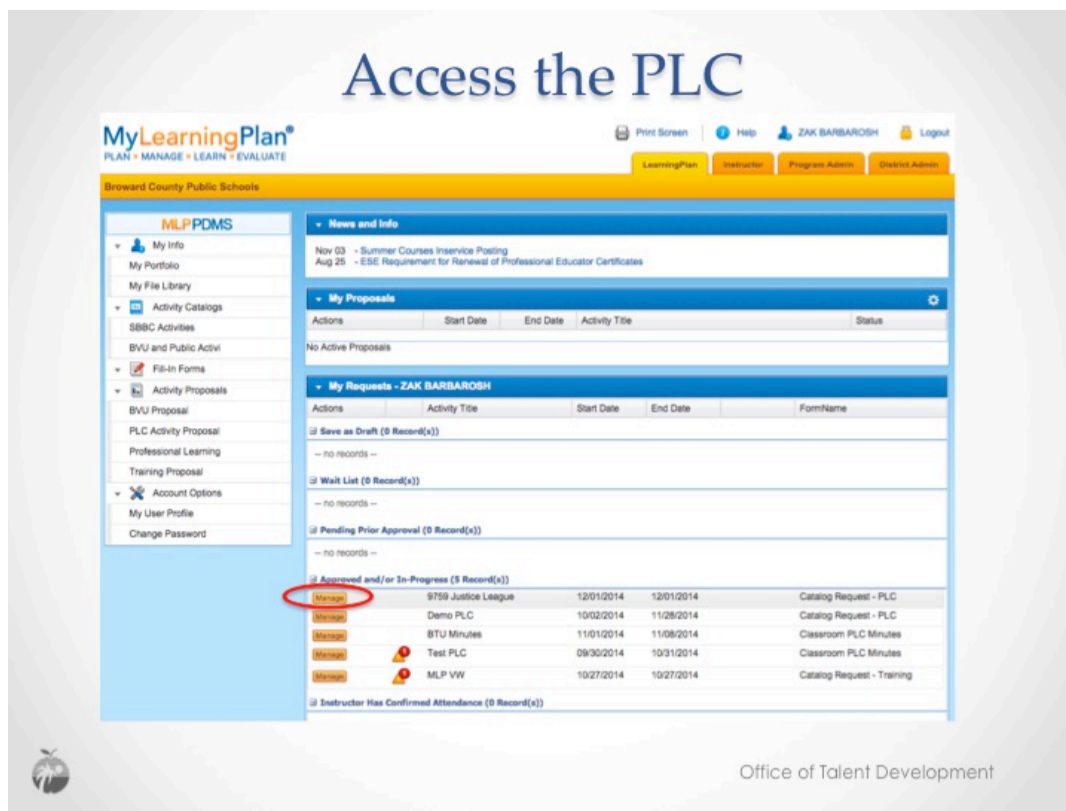 Access the PLC
MyLearningPlan®
PLAN • MANAGE • LEARN • EVALUATE
Print Screen Help ZAK BARBAROSH Logout
LearningPlan Instructor Program Admin District Admin
Broward County Public Schools
MLPPDMS
My Info
My Portfolio
My File Library
Activity Catalogs
SBBC Activities
BVU and Public Activi
Fill-In Forms
Activity Proposals
BVU Proposal
PLC Activity Proposal
Professional Learning
Training Proposal
Account Options
My User Profile
Change Password
News and Info
Nov 03 - Summer Courses Inservice Posting
Aug 25 - ESE Requirement for Renewal of Professional Educator Certificates
My Proposals
Actions Start Date End Date Activity Title Status
No Active Proposals
My Requests - ZAK BARBAROSH
Actions Activity Title Start Date End Date FormName
Save as Draft (0 Record(s))
-- no records --
Wait List (0 Record(s))
-- no records --
Pending Prior Approval (0 Record(s))
-- no records --
Approved and/or In-Progress (5 Record(s))
Manage 9759 Justice League 12/01/2014 12/01/2014 Catalog Request - PLC
Manage Demo PLC 10/02/2014 11/28/2014 Catalog Request - PLC
Manage BTU Minutes 11/01/2014 11/08/2014 Classroom PLC Minutes
Manage Test PLC 09/30/2014 10/31/2014 Classroom PLC Minutes
Manage MLP VW 10/27/2014 10/27/2014 Catalog Request - Training
Instructor Has Confirmed Attendance (0 Record(s))
Office of Talent Development